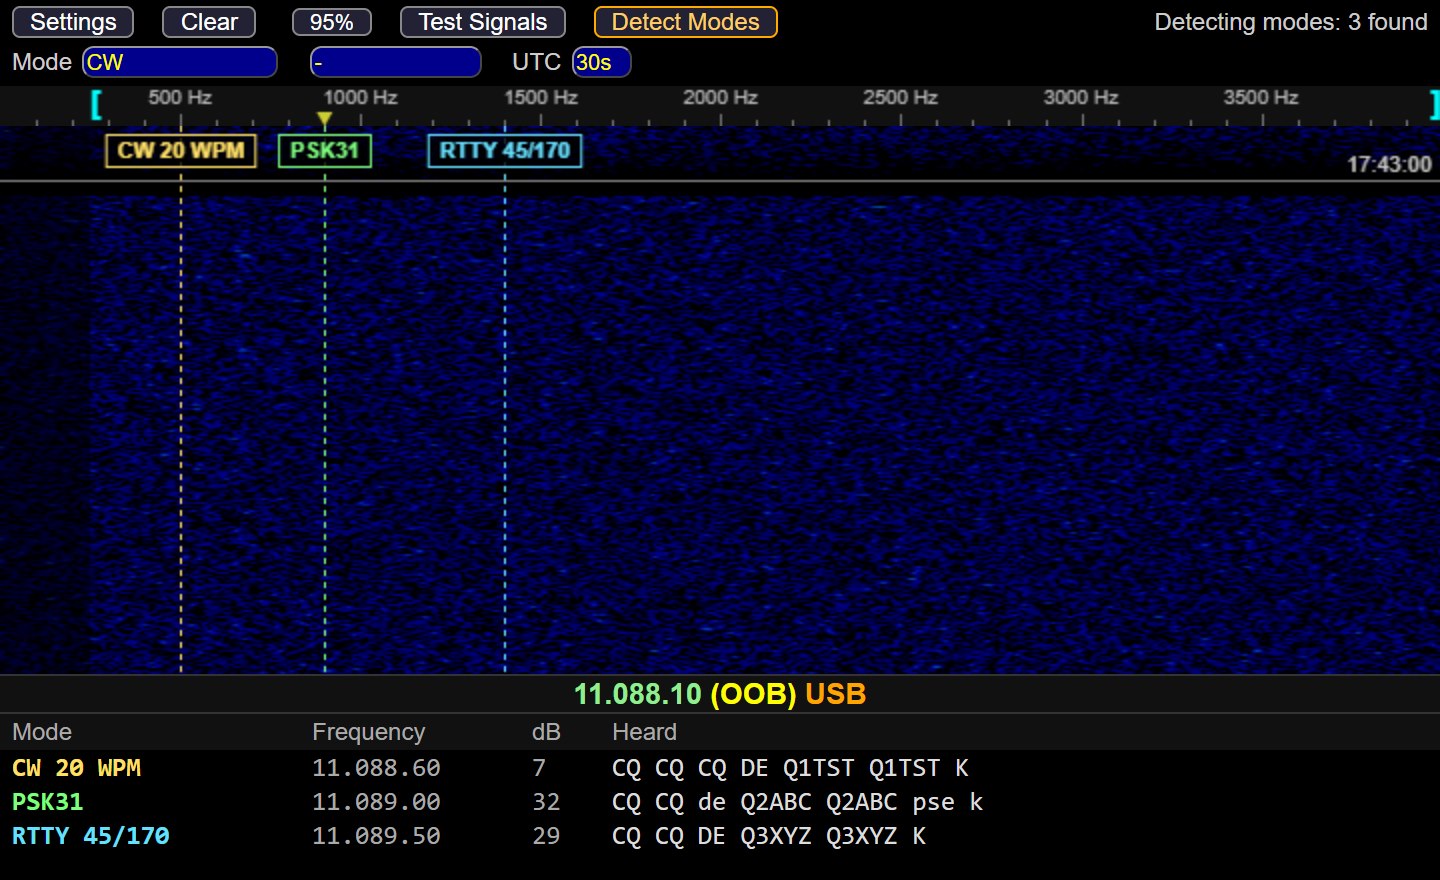 Settings Clear 95% Test Signals Detect Modes Detecting modes: 3 found
Mode CW - UTC 30s
[ 500 Hz 1000 Hz 1500 Hz 2000 Hz 2500 Hz 3000 Hz 3500 Hz ]
CW 20 WPM PSK31 RTTY 45/170
17:43:00
11.088.10 (OOB) USB
Mode Frequency dB Heard
CW 20 WPM 11.088.60 7 CQ CQ CQ DE Q1TST Q1TST K
PSK31 11.089.00 32 CQ CQ de Q2ABC Q2ABC pse k
RTTY 45/170 11.089.50 29 CQ CQ DE Q3XYZ Q3XYZ K